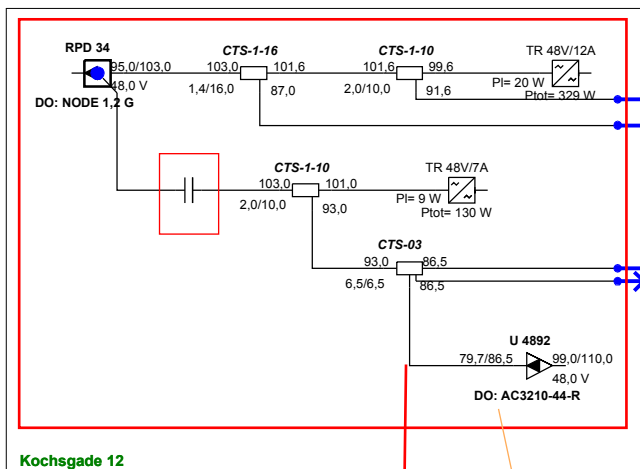 RPD 34
95,0/103,0
48,0 V
DO: NODE 1,2 G
CTS-1-16
103,0
101,6
1,4/16,0
87,0
CTS-1-10
101,6
99,6
2,0/10,0
91,6
TR 48V/12A
Pl= 20 W
Ptot= 329 W
CTS-1-10
103,0
101,0
2,0/10,0
93,0
TR 48V/7A
Pl= 9 W
Ptot= 130 W
CTS-03
93,0
86,5
6,5/6,5
86,5
U 4892
79,7/86,5
99,0/110,0
48,0 V
DO: AC3210-44-R
Kochsgade 12